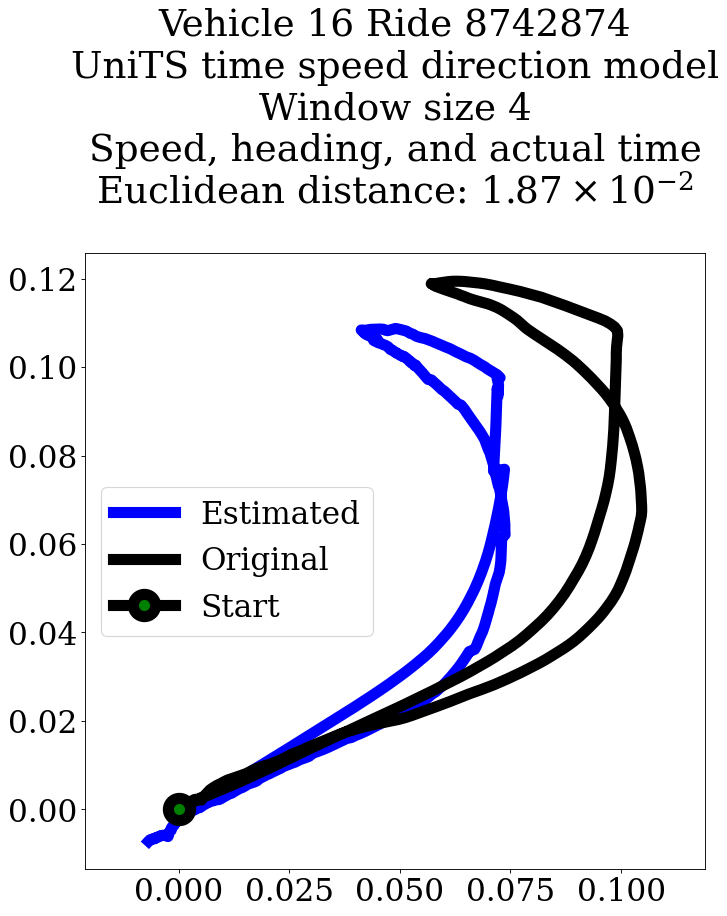 Vehicle 16 Ride 8742874
UniTS time speed direction model
Window size 4
Speed, heading, and actual time
Euclidean distance: 1.87 × 10⁻²
0.12
0.10
0.08
0.06
0.04
0.02
0.00
Estimated
Original
Start
0.000 0.025 0.050 0.075 0.100